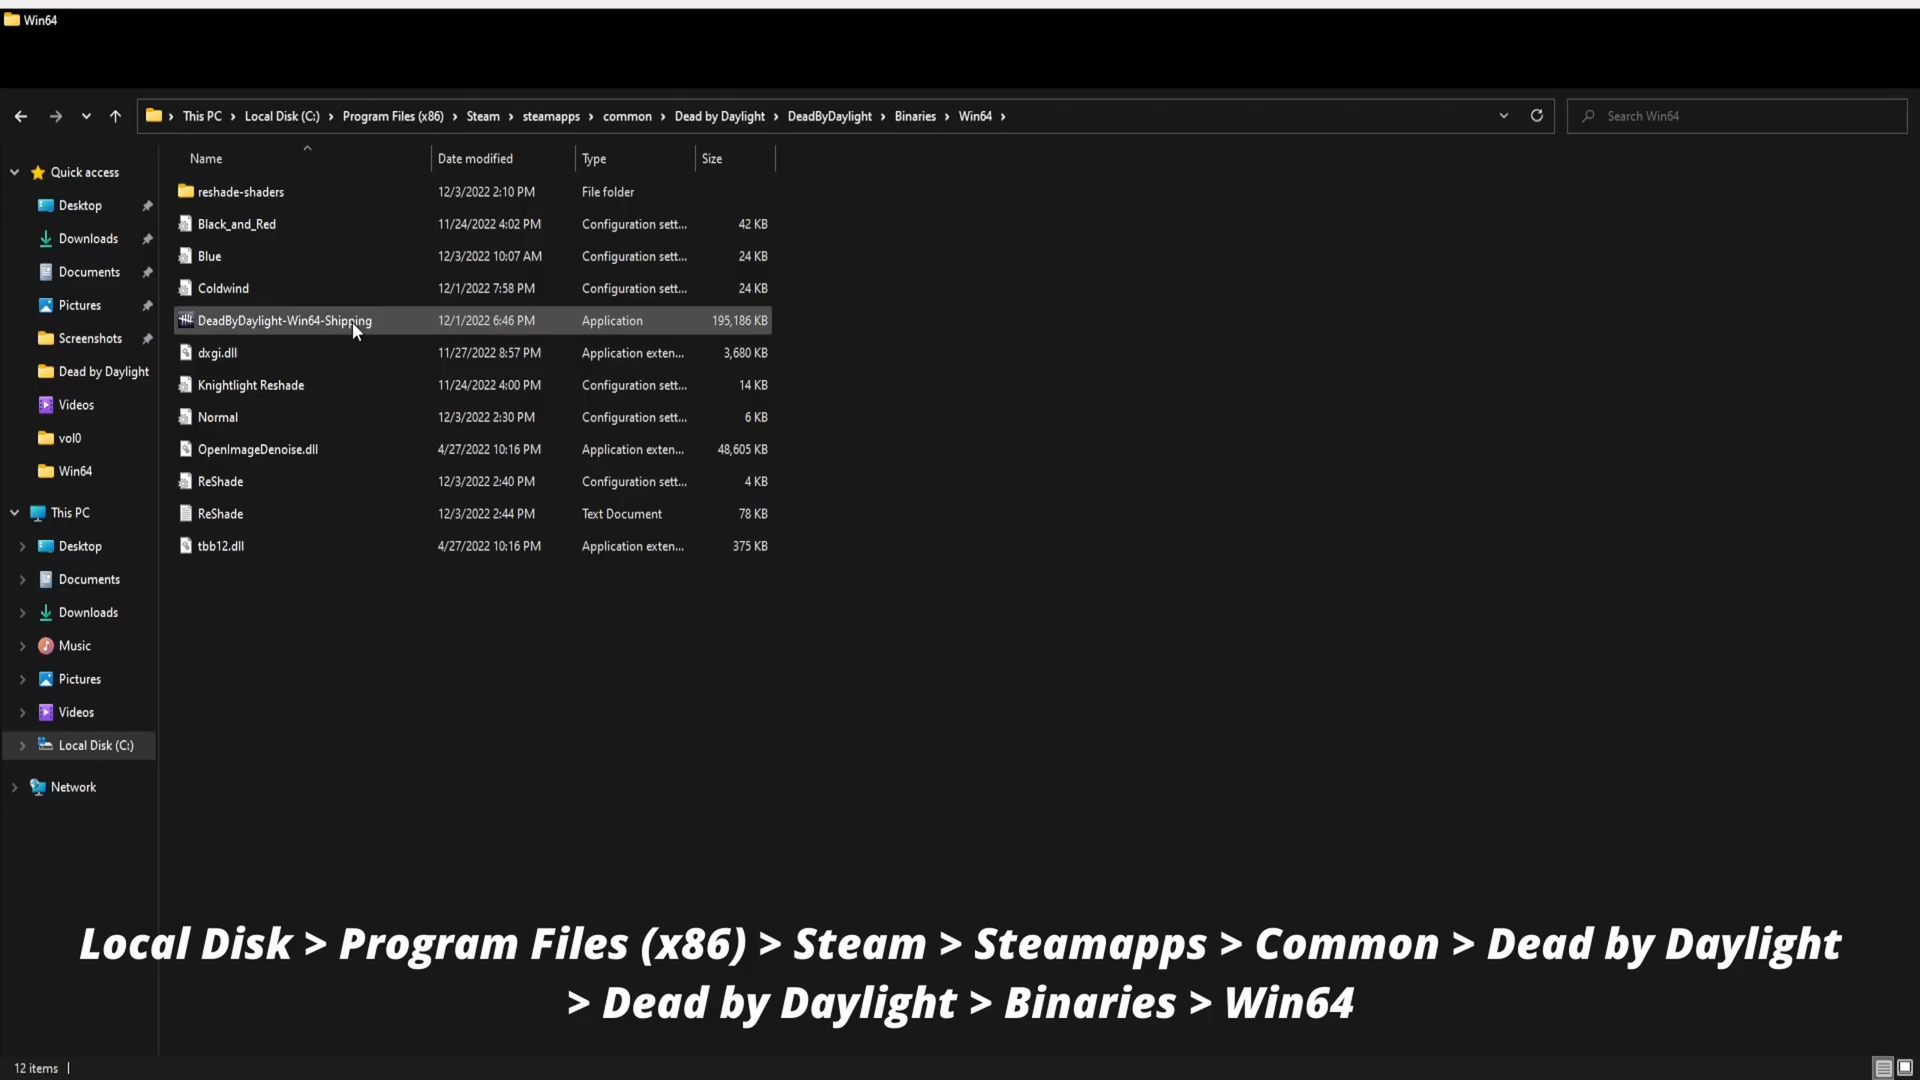 Win64
This PC > Local Disk (C:) > Program Files (x86) > Steam > steamapps > common > Dead by Daylight > DeadByDaylight > Binaries > Win64 >
Search Win64
Quick access
Desktop
Downloads
Documents
Pictures
Screenshots
Dead by Daylight
Videos
vol0
Win64
This PC
Desktop
Documents
Downloads
Music
Pictures
Videos
Local Disk (C:)
Network
Name Date modified Type Size
reshade-shaders 12/3/2022 2:10 PM File folder
Black_and_Red 11/24/2022 4:02 PM Configuration sett... 42 KB
Blue 12/3/2022 10:07 AM Configuration sett... 24 KB
Coldwind 12/1/2022 7:58 PM Configuration sett... 24 KB
DeadByDaylight-Win64-Shipping 12/1/2022 6:46 PM Application 195,186 KB
dxgi.dll 11/27/2022 8:57 PM Application exten... 3,680 KB
Knightlight Reshade 11/24/2022 4:00 PM Configuration sett... 14 KB
Normal 12/3/2022 2:30 PM Configuration sett... 6 KB
OpenImageDenoise.dll 4/27/2022 10:16 PM Application exten... 48,605 KB
ReShade 12/3/2022 2:40 PM Configuration sett... 4 KB
ReShade 12/3/2022 2:44 PM Text Document 78 KB
tbb12.dll 4/27/2022 10:16 PM Application exten... 375 KB
Local Disk > Program Files (x86) > Steam > Steamapps > Common > Dead by Daylight
> Dead by Daylight > Binaries > Win64
12 items